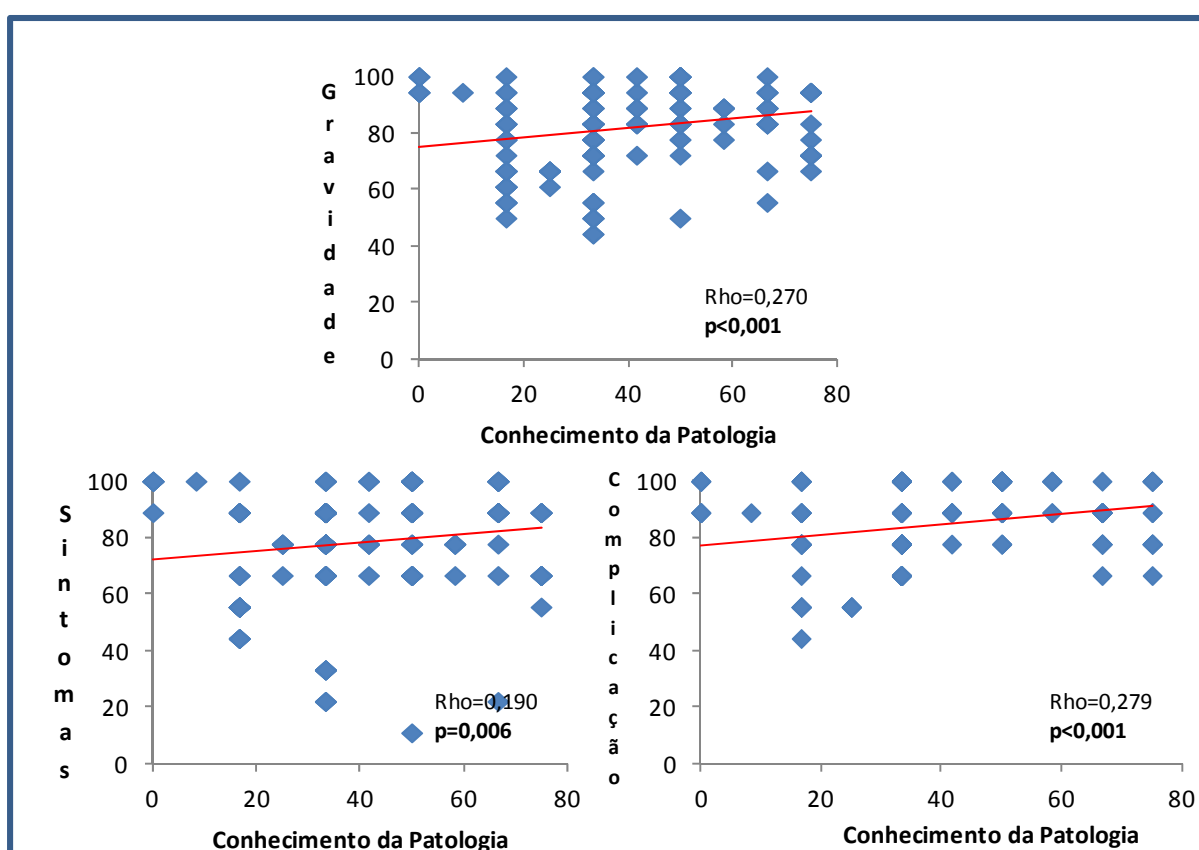 Gravidade
100
80
60
40
20
0
Rho=0,270
p<0,001
0 20 40 60 80
Conhecimento da Patologia
Sintomas
100
80
60
40
20
0
Rho=0,190
p=0,006
0 20 40 60 80
Conhecimento da Patologia
Complicação
100
80
60
40
20
0
Rho=0,279
p<0,001
0 20 40 60 80
Conhecimento da Patologia